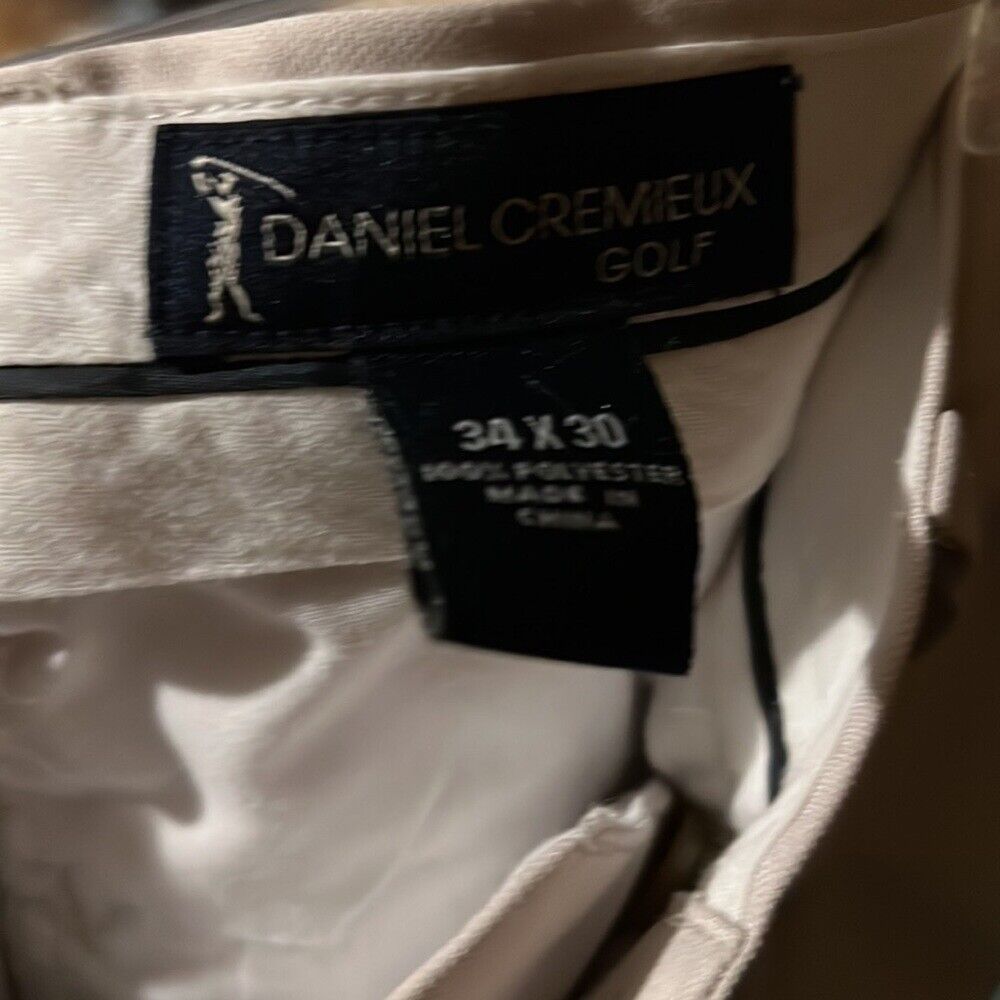 DANIEL CREMIEUX
GOLF
34 X 30
100% POLYESTER
MADE IN
CHINA